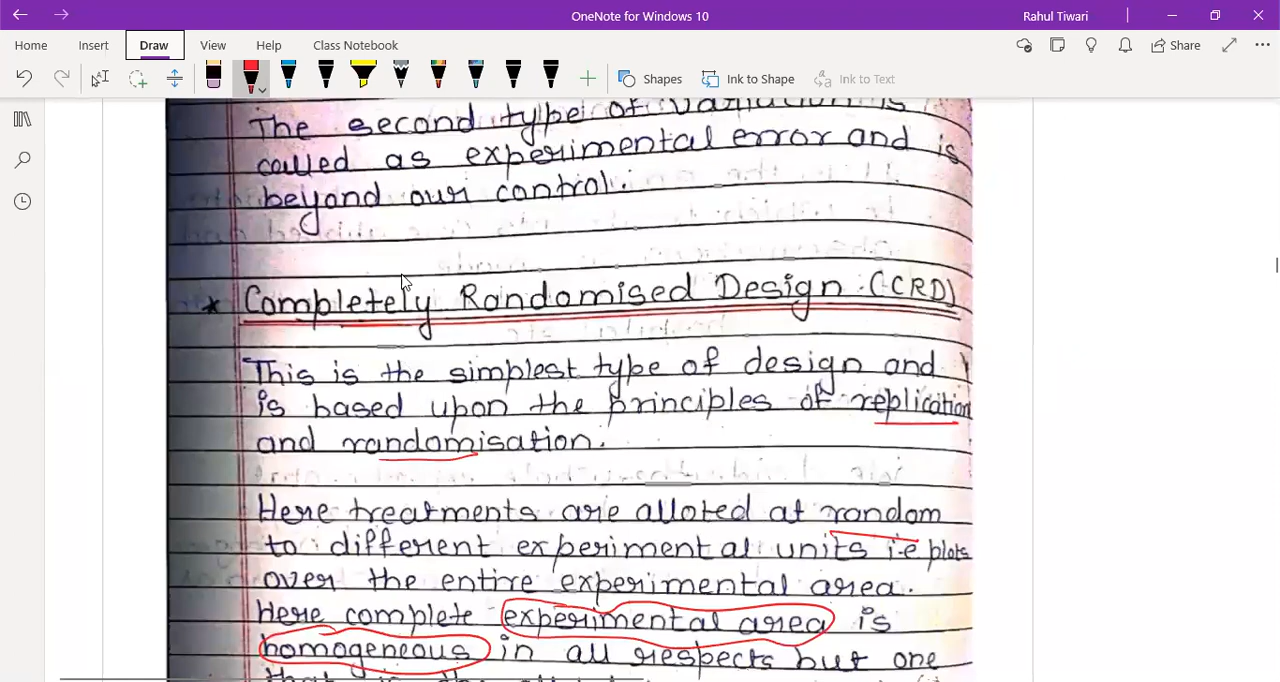 OneNote for Windows 10
Rahul Tiwari
Home Insert Draw View Help Class Notebook
Share
Shapes Ink to Shape Ink to Text
The second type of variation is
called as experimental error and is
beyond our control.
* Completely Randomised Design (CCRD)
This is the simplest type of design and
is based upon the principles of replication
and randomisation.
Here treatments are alloted at random
to different experimental units i.e plots
over the entire experimental area.
Here complete experimental area is
homogeneous in all respects but one